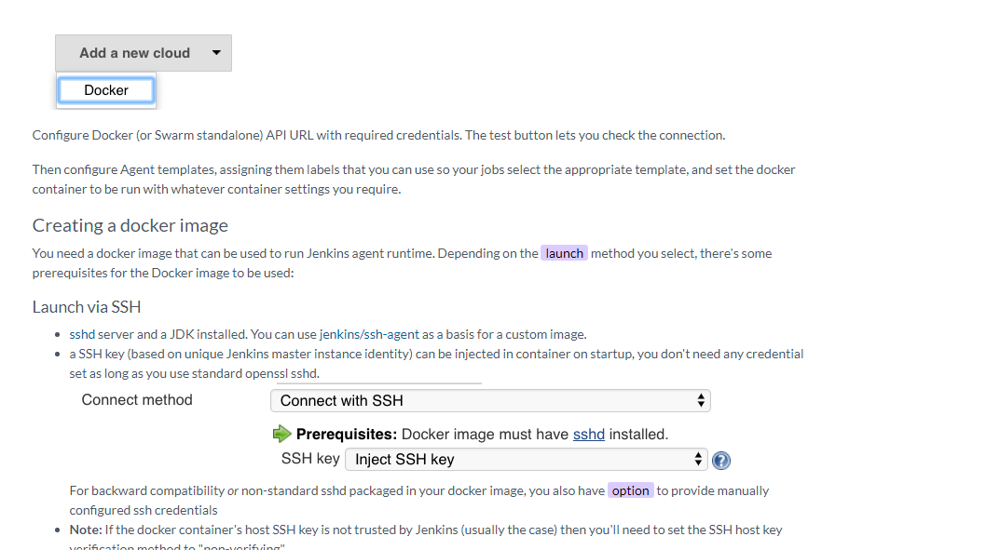 Add a new cloud
Docker
Configure Docker (or Swarm standalone) API URL with required credentials. The test button lets you check the connection.
Then configure Agent templates, assigning them labels that you can use so your jobs select the appropriate template, and set the docker
container to be run with whatever container settings you require.
Creating a docker image
You need a docker image that can be used to run Jenkins agent runtime. Depending on the launch method you select, there's some
prerequisites for the Docker image to be used:
Launch via SSH
• sshd server and a JDK installed. You can use jenkins/ssh-agent as a basis for a custom image.
• a SSH key (based on unique Jenkins master instance identity) can be injected in container on startup, you don't need any credential
set as long as you use standard openssl sshd.
Connect method Connect with SSH
Prerequisites: Docker image must have sshd installed.
SSH key Inject SSH key ?
For backward compatibility or non-standard sshd packaged in your docker image, you also have option to provide manually
configured ssh credentials
• Note: If the docker container's host SSH key is not trusted by Jenkins (usually the case) then you'll need to set the SSH host key
verification method to "non-verifying"